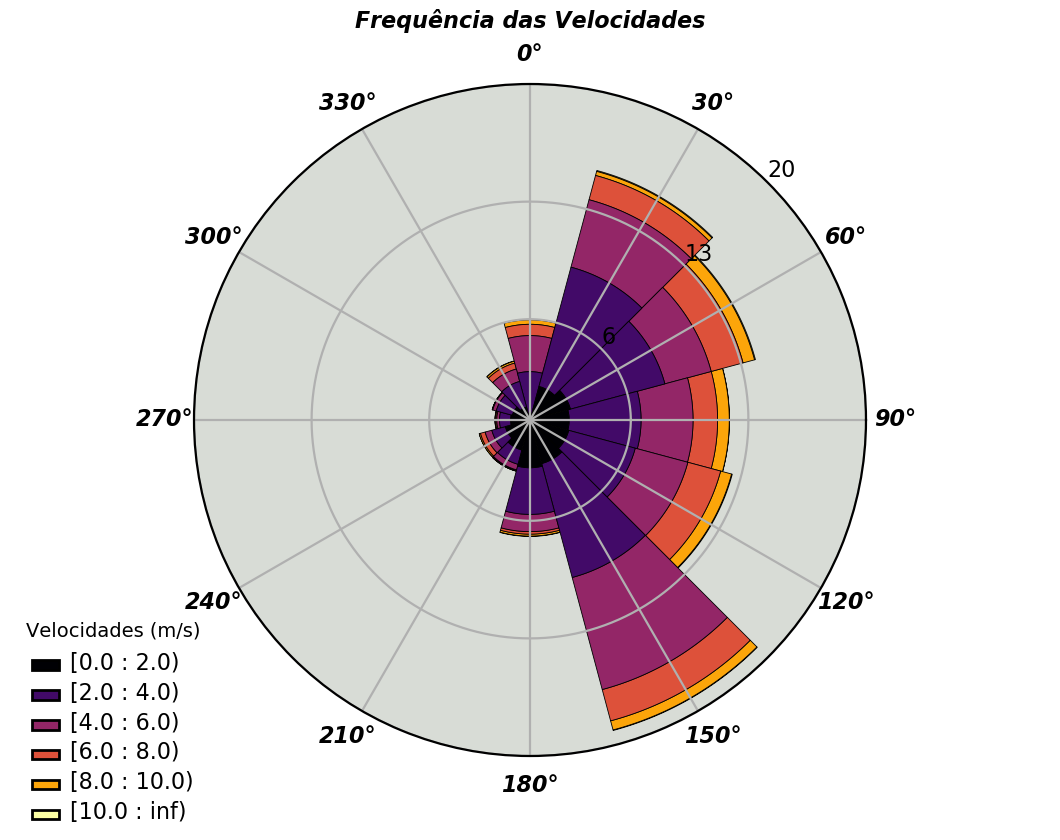 Frequência das Velocidades
0°
330°
30°
20
300°
60°
13
6
270°
90°
240°
120°
210°
150°
180°
Velocidades (m/s)
[0.0 : 2.0)
[2.0 : 4.0)
[4.0 : 6.0)
[6.0 : 8.0)
[8.0 : 10.0)
[10.0 : inf)